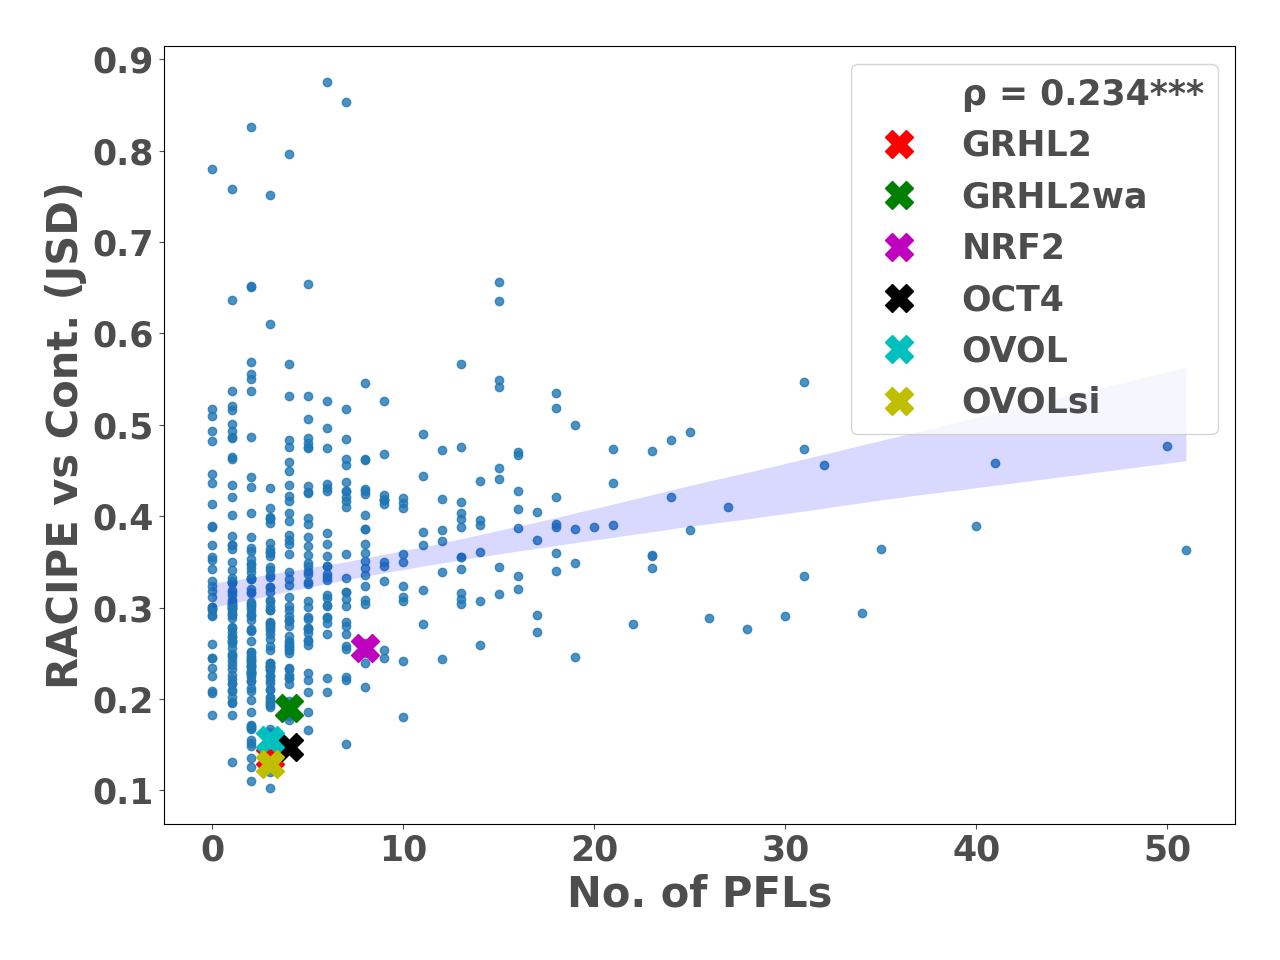 RACIPE vs Cont. (JSD)
0.9
0.8
0.7
0.6
0.5
0.4
0.3
0.2
0.1
ρ = 0.234***
GRHL2
GRHL2wa
NRF2
OCT4
OVOL
OVOLsi
0 10 20 30 40 50
No. of PFLs